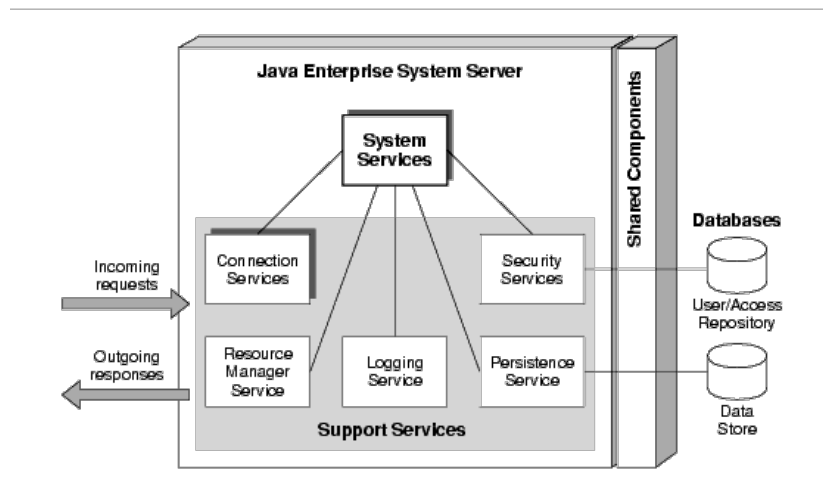 Java Enterprise System Server
System
Services
Shared Components
Databases
Connection
Services
Security
Services
Incoming
requests
User/Access
Repository
Outgoing
responses
Resource
Manager
Service
Logging
Service
Persistence
Service
Data
Store
Support Services